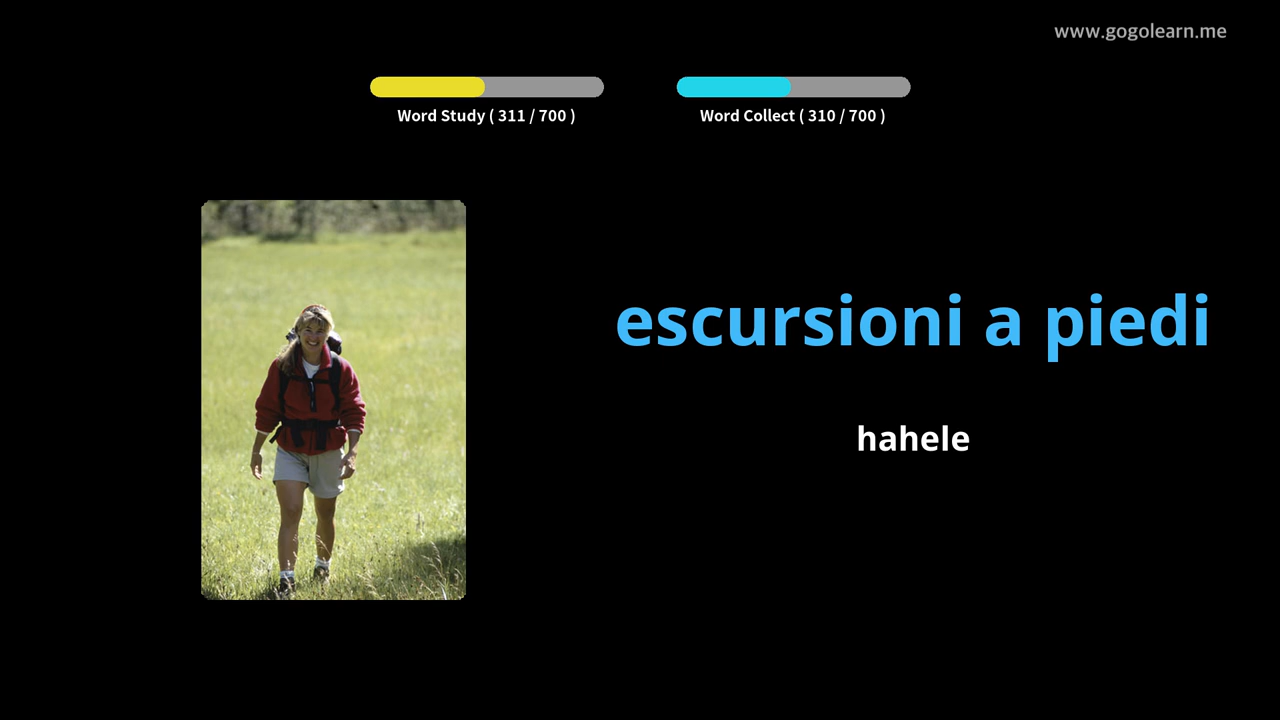 www.gogolearn.me
Word Study ( 311 / 700 )
Word Collect ( 310 / 700 )
escursioni a piedi
hahele